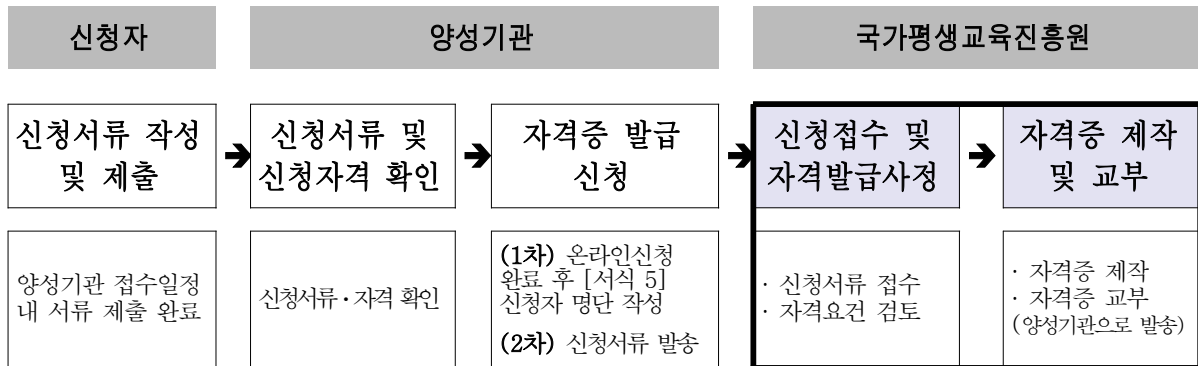 신청자
양성기관
국가평생교육진흥원
신청서류 작성
및 제출
신청서류 및
신청자격 확인
자격증 발급
신청
신청접수 및
자격발급사정
자격증 제작
및 교부
양성기관 접수일정
내 서류 제출 완료
신청서류·자격 확인
(1차) 온라인신청
완료 후 [서식 5]
신청자 명단 작성
(2차) 신청서류 발송
· 신청서류 접수
· 자격요건 검토
· 자격증 제작
· 자격증 교부
(양성기관으로 발송)